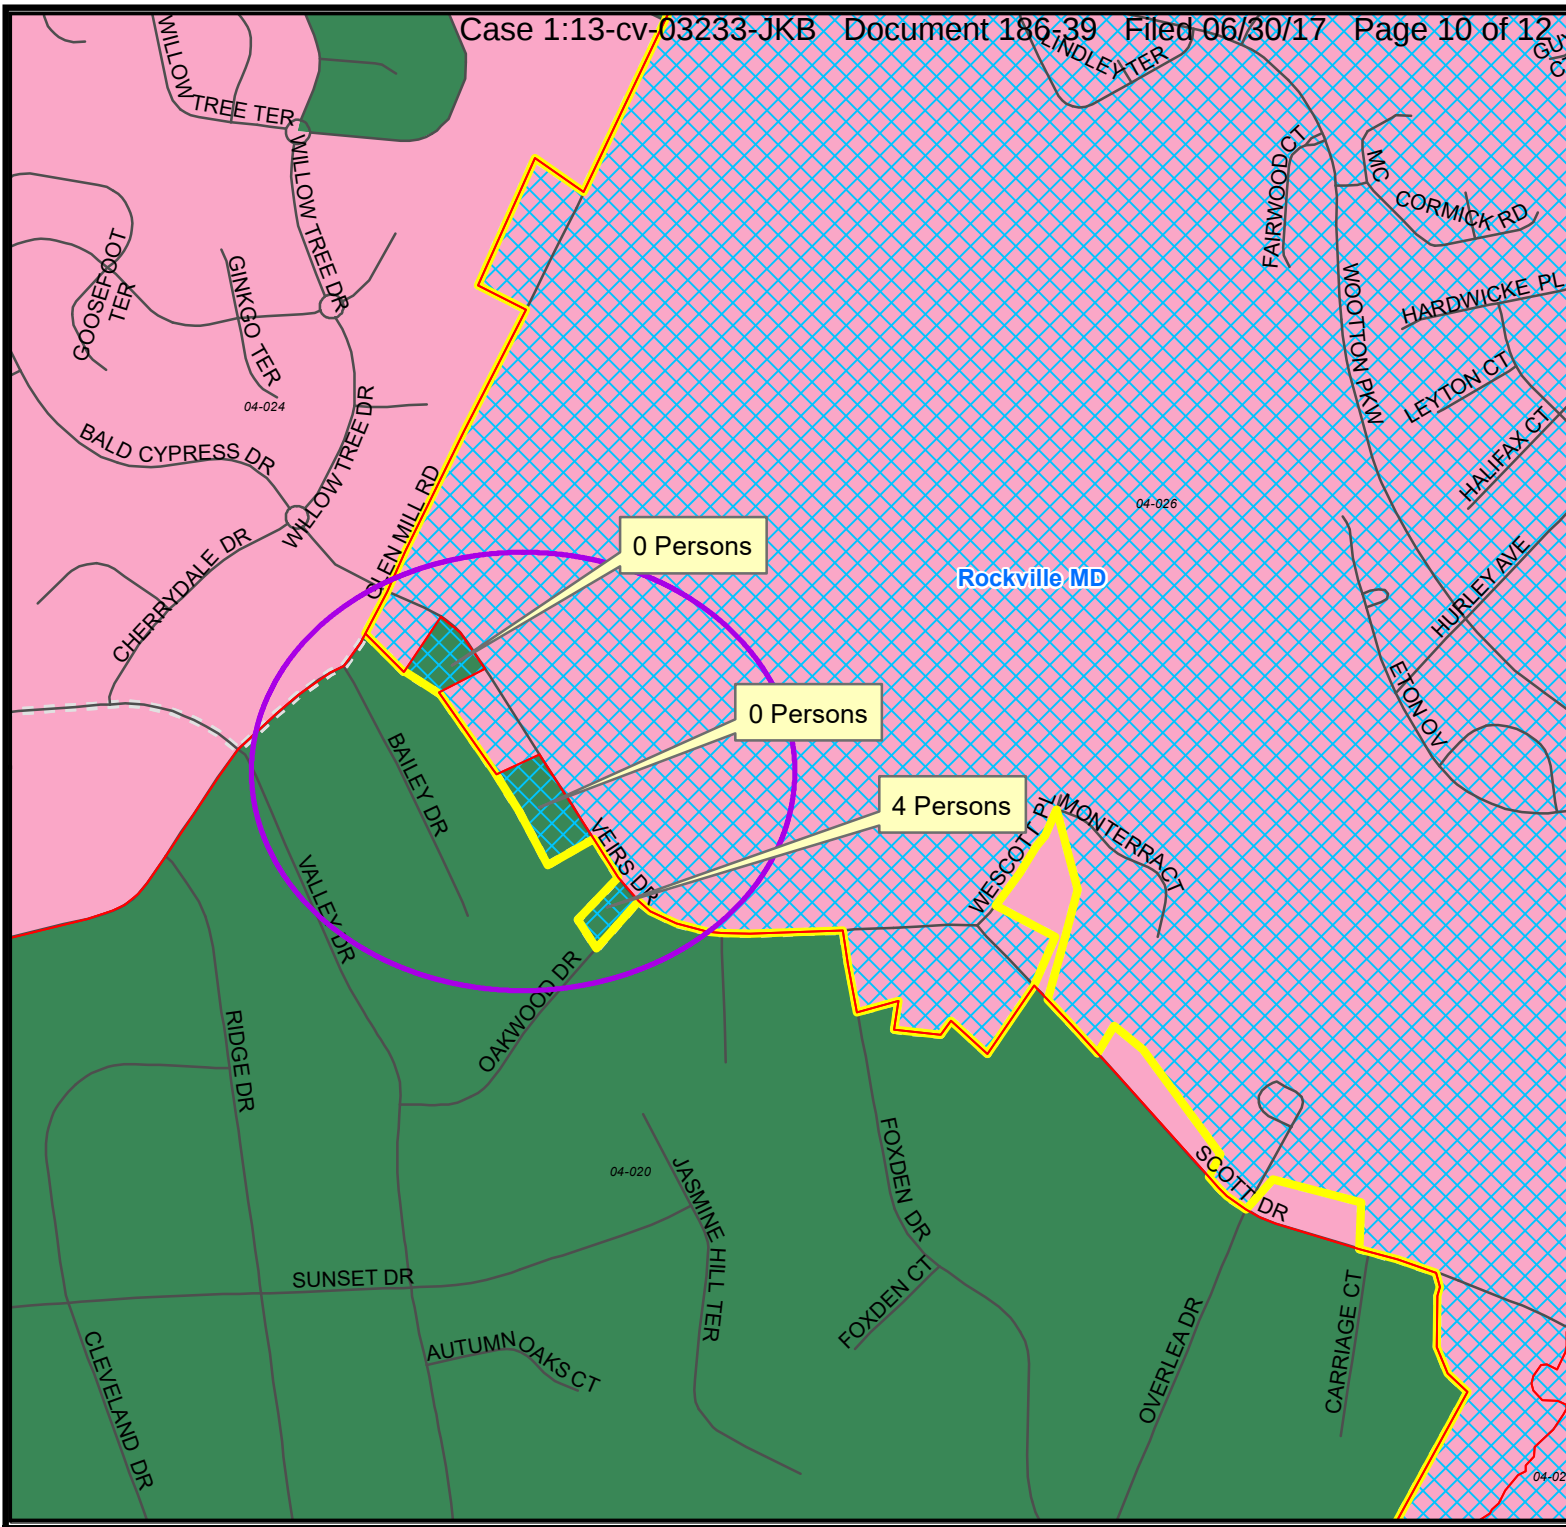 Case 1:13-cv-03233-JKB Document 186-39 Filed 06/30/17 Page 10 of 12
LINDLEY TER
WILLOW
TREE TER
WILLOW TREE DR
FAIRWOOD CT
MC
CORMICK RD
GOOSEFOOT
TER
GINKGO TER
WOOTTON PKW
HARDWICKE PL
LEYTON CT
04-024
HALIFAX CT
BALD CYPRESS DR
WILLOW TREE DR
GLEN MILL RD
04-026
0 Persons
CHERRYDALE DR
Rockville MD
HURLEY AVE
ETON OV
0 Persons
BAILEY DR
4 Persons
WESCOTT PL
MONTERRA CT
VEIRS DR
VALLEY DR
OAKWOOD DR
RIDGE DR
FOXDEN DR
SCOTT DR
04-020
JASMINE HILL TER
SUNSET DR
FOXDEN CT
CARRIAGE CT
OVERLEA DR
AUTUMN OAKS CT
CLEVELAND DR
04-02